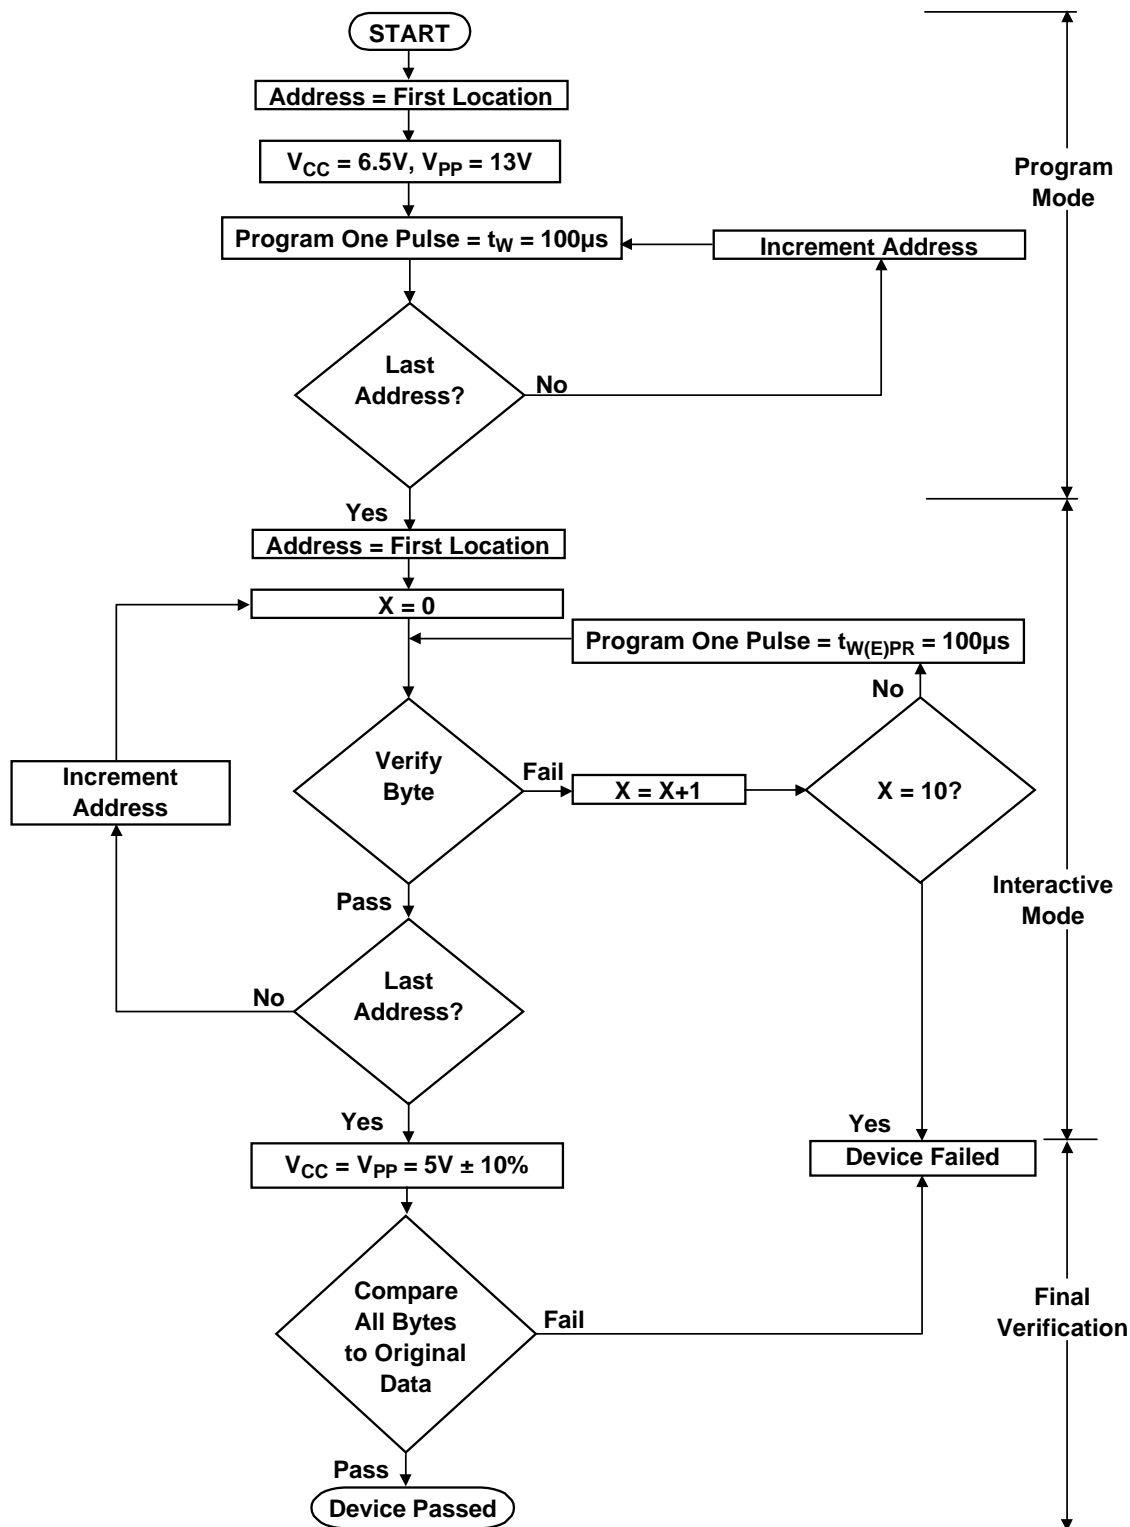 START
Address = First Location
VCC = 6.5V, VPP = 13V
Program
Mode
Program One Pulse = tW = 100µs
Increment Address
Last
Address?
No
Yes
Address = First Location
X = 0
Program One Pulse = tW(E)PR = 100µs
No
Increment
Address
Verify
Byte
Fail
X = X+1
X = 10?
Pass
Interactive
Mode
Last
Address?
No
Yes
Yes
VCC = VPP = 5V ± 10%
Device Failed
Compare
All Bytes
to Original
Data
Fail
Final
Verification
Pass
Device Passed